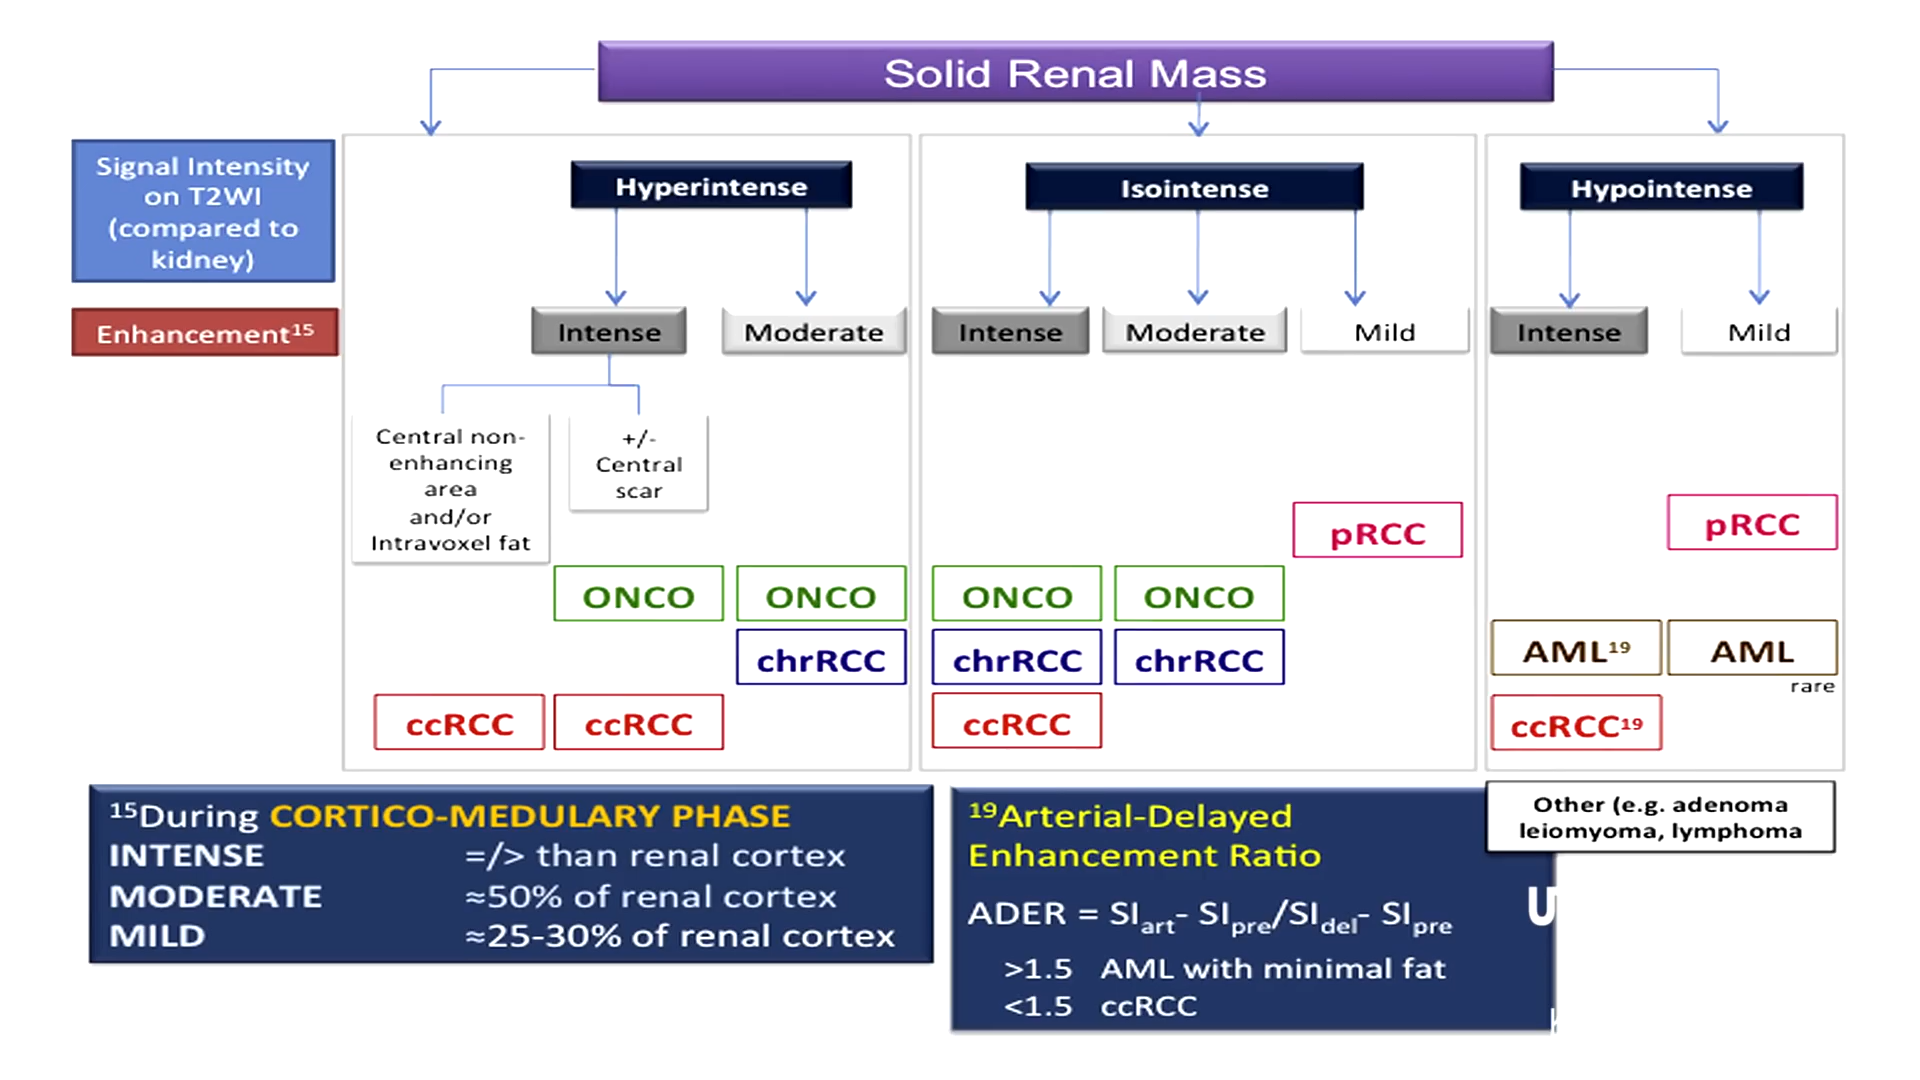 Solid Renal Mass
Signal Intensity
on T2WI
(compared to
kidney)
Hyperintense
Isointense
Hypointense
Enhancement¹⁵
Intense
Moderate
Intense
Moderate
Mild
Intense
Mild
Central non-
enhancing
area
and/or
Intravoxel fat
+/-
Central
scar
pRCC
pRCC
ONCO
ONCO
ONCO
ONCO
chrRCC
chrRCC
chrRCC
AML¹⁹
AML
rare
ccRCC
ccRCC
ccRCC
ccRCC¹⁹
¹⁵During CORTICO-MEDULARY PHASE
INTENSE =/> than renal cortex
MODERATE ≈50% of renal cortex
MILD ≈25-30% of renal cortex
¹⁹Arterial-Delayed
Enhancement Ratio
ADER = SIart- SIpre/SIdel- SIpre
>1.5 AML with minimal fat
<1.5 ccRCC
Other (e.g. adenoma
leiomyoma, lymphoma
U